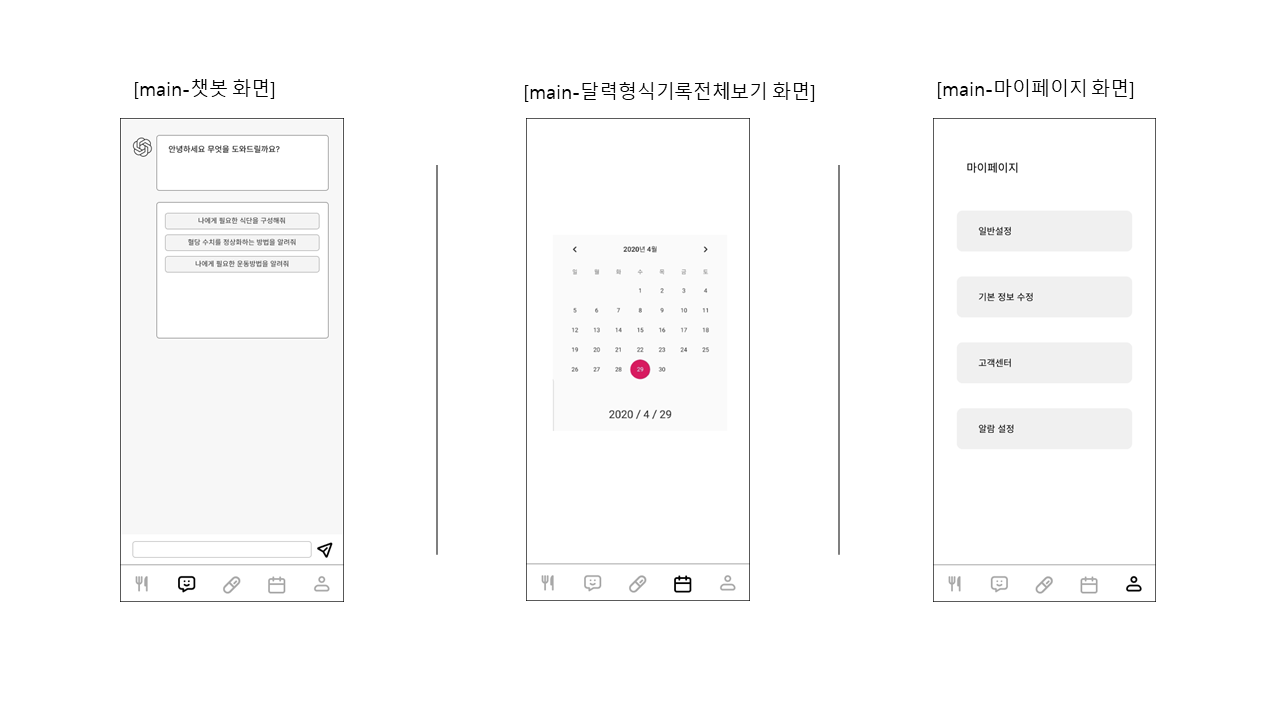 [main-챗봇 화면]
안녕하세요 무엇을 도와드릴까요?
나에게 필요한 식단을 구성해줘
혈당 수치를 정상화하는 방법을 알려줘
나에게 필요한 운동방법을 알려줘
[main-달력형식기록전체보기 화면]
2020년 4월
일 월 화 수 목 금 토
1 2 3 4
5 6 7 8 9 10 11
12 13 14 15 16 17 18
19 20 21 22 23 24 25
26 27 28 29 30
2020 / 4 / 29
[main-마이페이지 화면]
마이페이지
일반설정
기본 정보 수정
고객센터
알람 설정